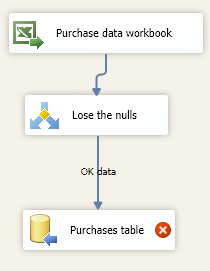 Purchase data workbook
Lose the nulls
OK data
Purchases table